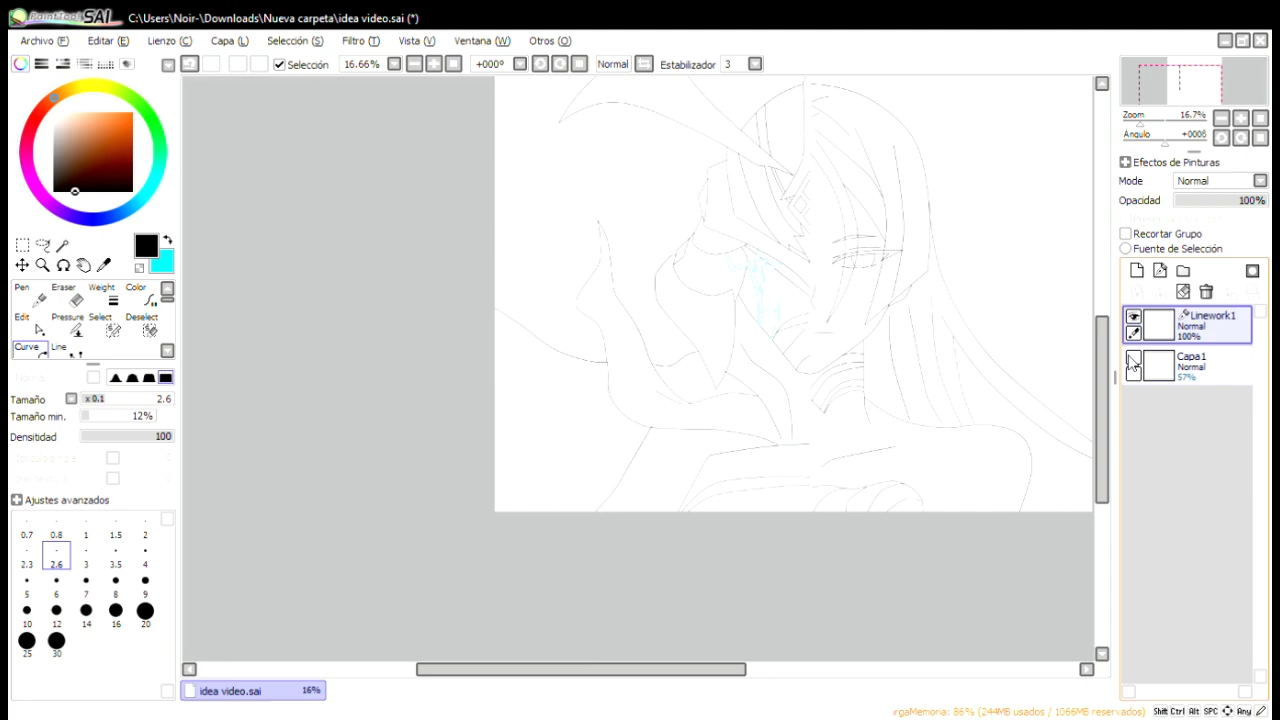 PaintTool SAI C:\Users\Noir-\Downloads\Nueva carpeta\idea video.sai (*)
Archivo (F) Editar (E) Lienzo (C) Capa (L) Selección (S) Filtro (T) Vista (V) Ventana (W) Otros (O)
Selección 16.66% +000° Normal Estabilizador 3
Zoom 16.7%
Ángulo +000ß
Efectos de Pinturas
Mode Normal
Opacidad 100%
Recortar Grupo
Fuente de Selección
Linework1
Normal
100%
Capa1
Normal
57%
Pen Eraser Weight Color
Edit Pressure Select Deselect
Curve Line
Tamaño x 0.1 2.6
Tamaño min. 12%
Densitidad 100
Ajustes avanzados
0.7 0.8 1 1.5 2
2.3 2.6 3 3.5 4
5 6 7 8 9
10 12 14 16 20
25 30
idea video.sai 16%
rgaMemoria: 86% (244MB usados / 1066MB reservados) Shift Ctrl Alt SPC Any